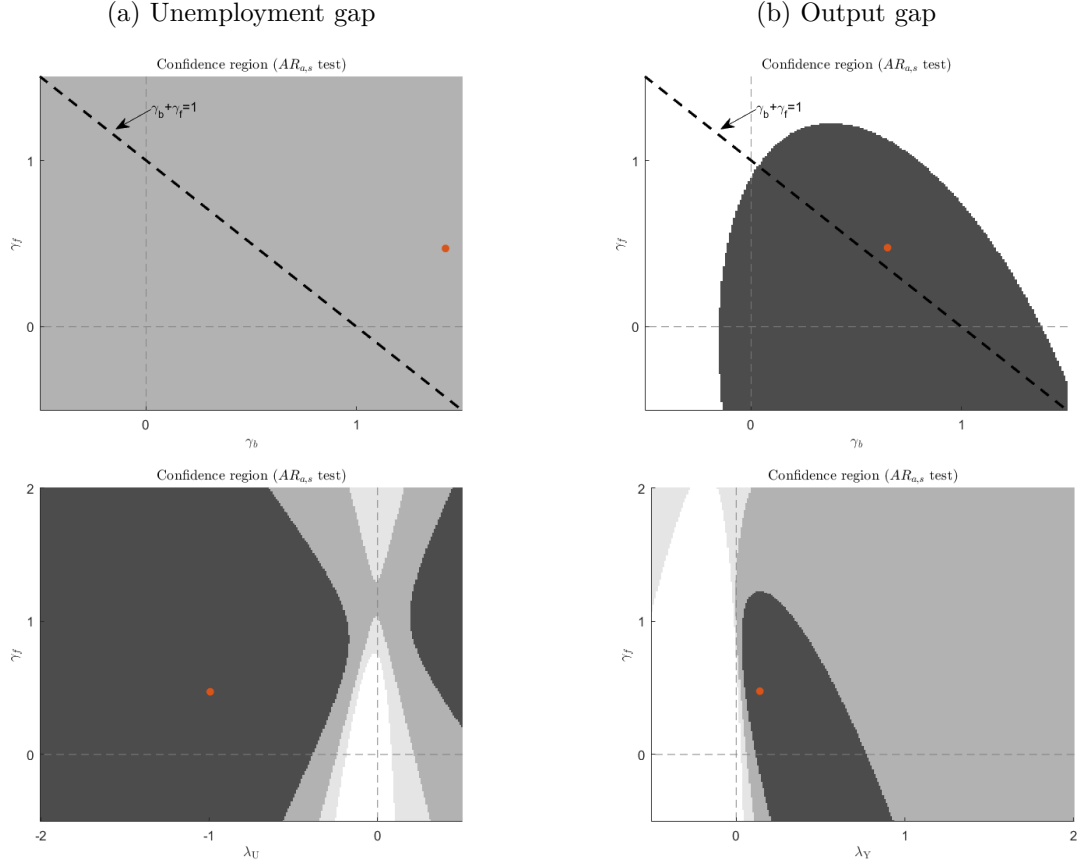 (a) Unemployment gap
Confidence region (AR_{a,s} test)
γ_b+γ_f=1
1
0
γ_f
0
1
γ_b
(b) Output gap
Confidence region (AR_{a,s} test)
γ_b+γ_f=1
1
0
γ_f
0
1
γ_b
Confidence region (AR_{a,s} test)
2
1
0
γ_f
-2
-1
0
λ_U
Confidence region (AR_{a,s} test)
2
1
0
γ_f
0
1
2
λ_Y